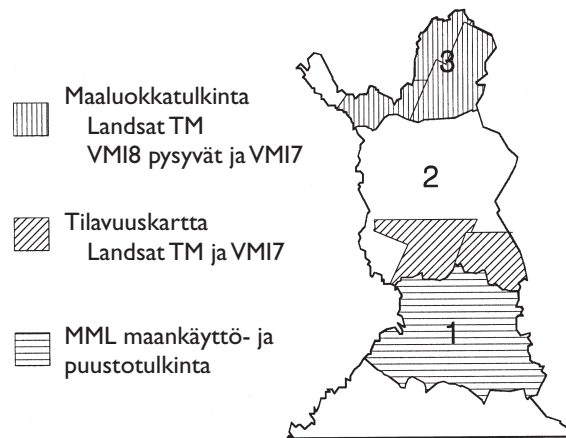 Maaluokkatulkinta
Landsat TM
VMI8 pysyvät ja VMI7
Tilavuuskartta
Landsat TM ja VMI7
MML maankäyttö- ja
puustotulkinta
3
2
1